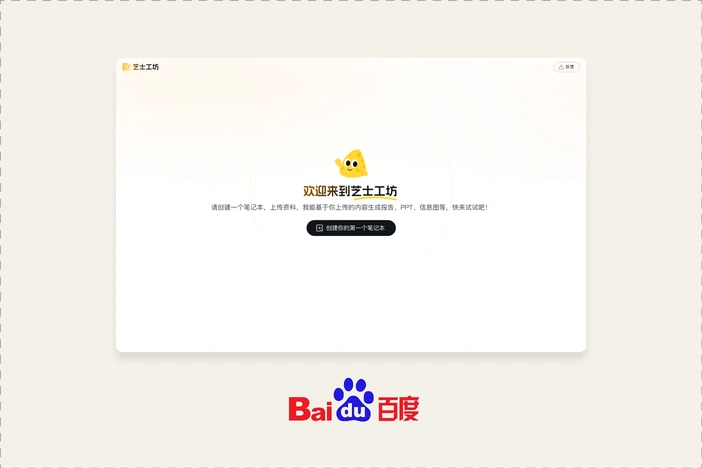 芝士工坊
反馈
欢迎来到芝士工坊
请创建一个笔记本，上传资料，我能基于你上传的内容生成报告、PPT、信息图等，快来试试吧！
创建你的第一个笔记本
Baidu百度